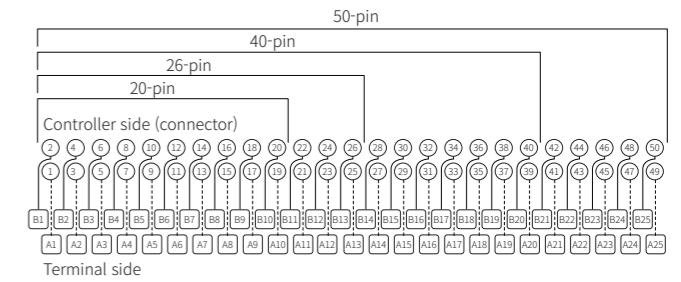 50-pin
40-pin
26-pin
20-pin
Controller side (connector)
2 4 6 8 10 12 14 16 18 20 22 24 26 28 30 32 34 36 38 40 42 44 46 48 50
1 3 5 7 9 11 13 15 17 19 21 23 25 27 29 31 33 35 37 39 41 43 45 47 49
B1 B2 B3 B4 B5 B6 B7 B8 B9 B10 B11 B12 B13 B14 B15 B16 B17 B18 B19 B20 B21 B22 B23 B24 B25
A1 A2 A3 A4 A5 A6 A7 A8 A9 A10 A11 A12 A13 A14 A15 A16 A17 A18 A19 A20 A21 A22 A23 A24 A25
Terminal side